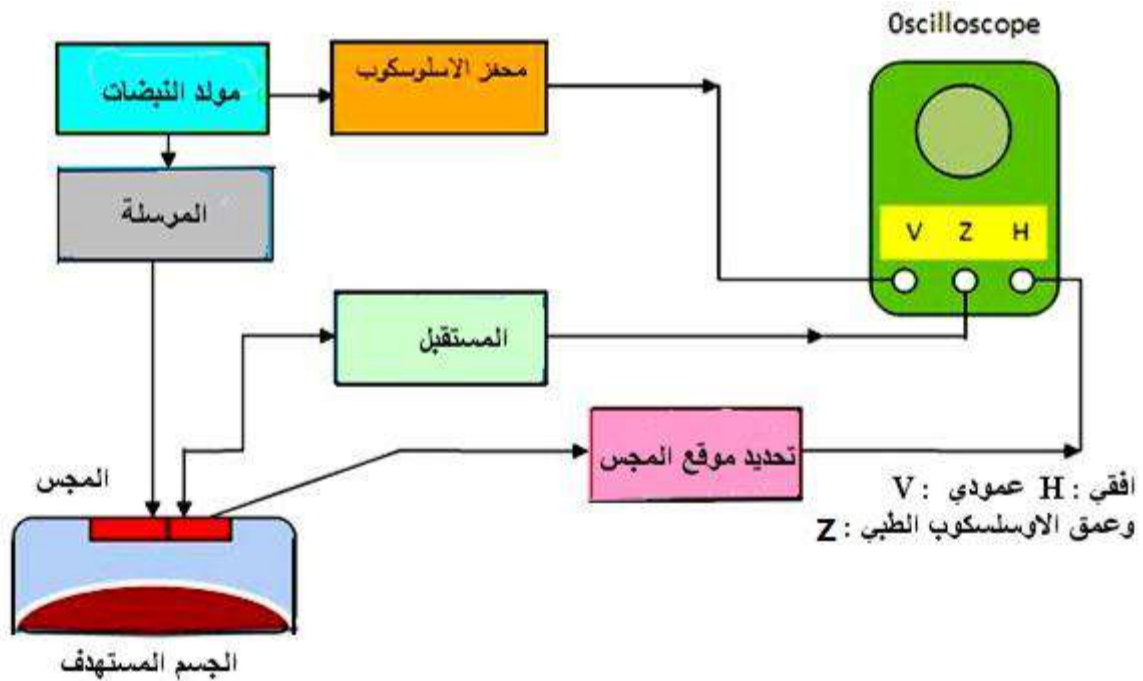 Oscilloscope
مولد النبضات
محفز الاسلوسكوب
المرسلة
V Z H
المستقبل
تحديد موقع المجس
المجس
افقي : H عمودي : V
وعمق الاوسلسكوب الطبي : Z
الجسم المستهدف